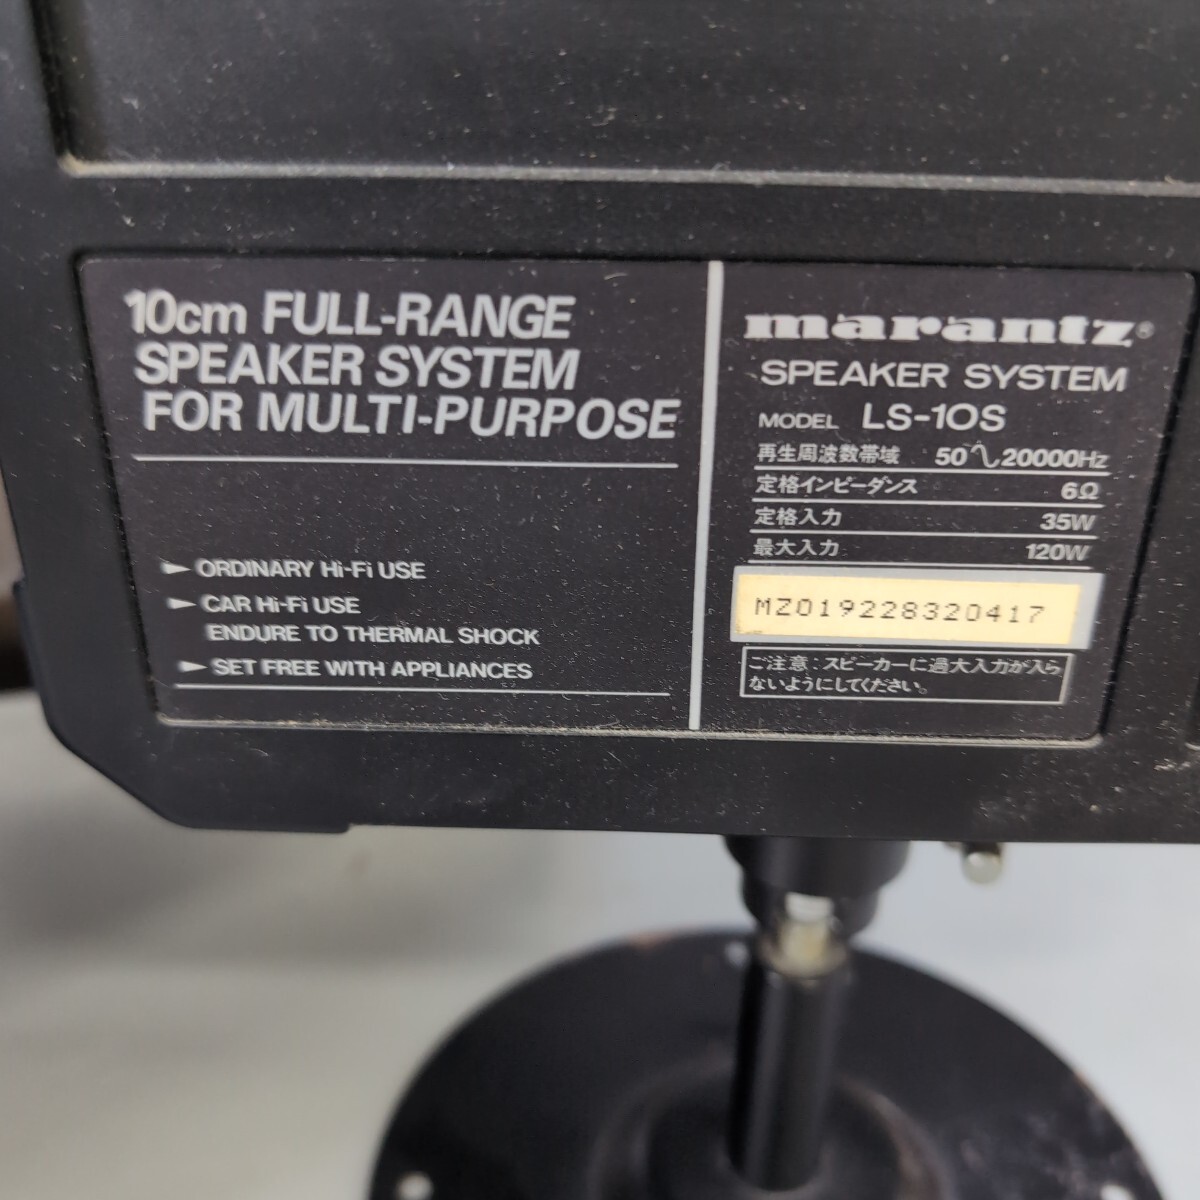 10cm FULL-RANGE
SPEAKER SYSTEM
FOR MULTI-PURPOSE
► ORDINARY Hi-Fi USE
► CAR Hi-Fi USE
ENDURE TO THERMAL SHOCK
► SET FREE WITH APPLIANCES
marantz®
SPEAKER SYSTEM
MODEL LS-10S
再生周波数帯域 50∿20000Hz
定格インピーダンス 6Ω
定格入力 35W
最大入力 120W
MZ019228320417
ご注意:スピーカーに過大入力が入ら
ないようにしてください。